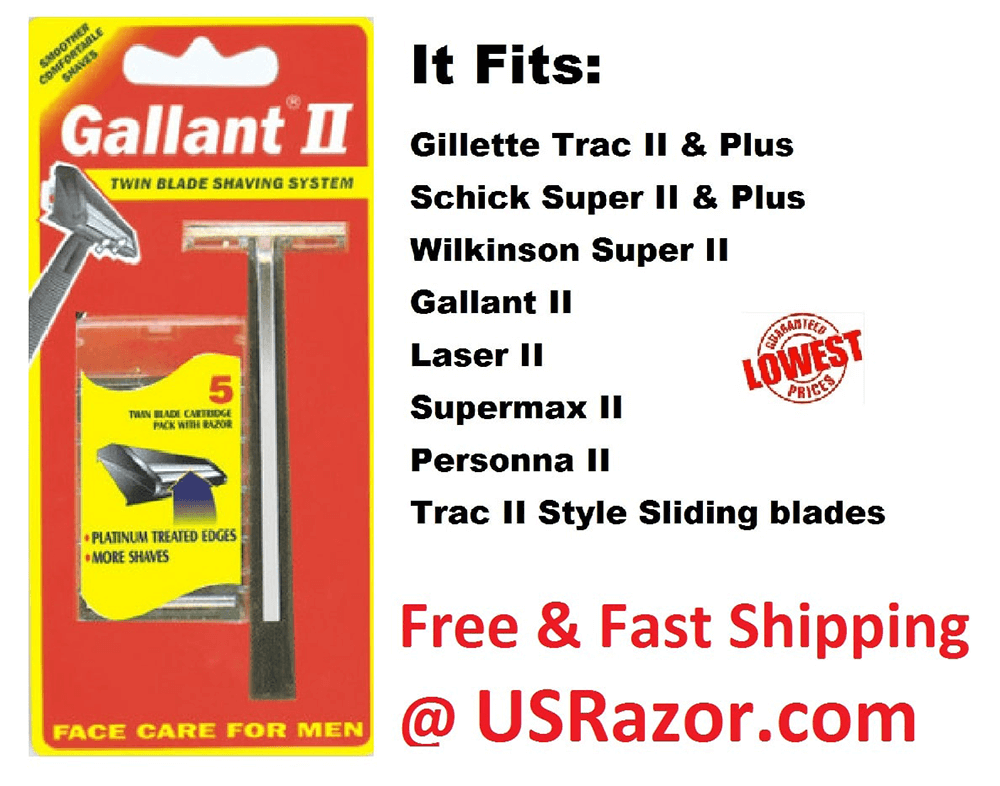 SMOOTHER
COMFORTABLE
SHAVES
Gallant® II
TWIN BLADE SHAVING SYSTEM
5
TWIN BLADE CARTRIDGE
PACK WITH RAZOR
• PLATINUM TREATED EDGES
• MORE SHAVES
FACE CARE FOR MEN
It Fits:
Gillette Trac II & Plus
Schick Super II & Plus
Wilkinson Super II
Gallant II
Laser II
Supermax II
Personna II
Trac II Style Sliding blades
GUARANTEED
LOWEST
PRICES
Free & Fast Shipping
@ USRazor.com